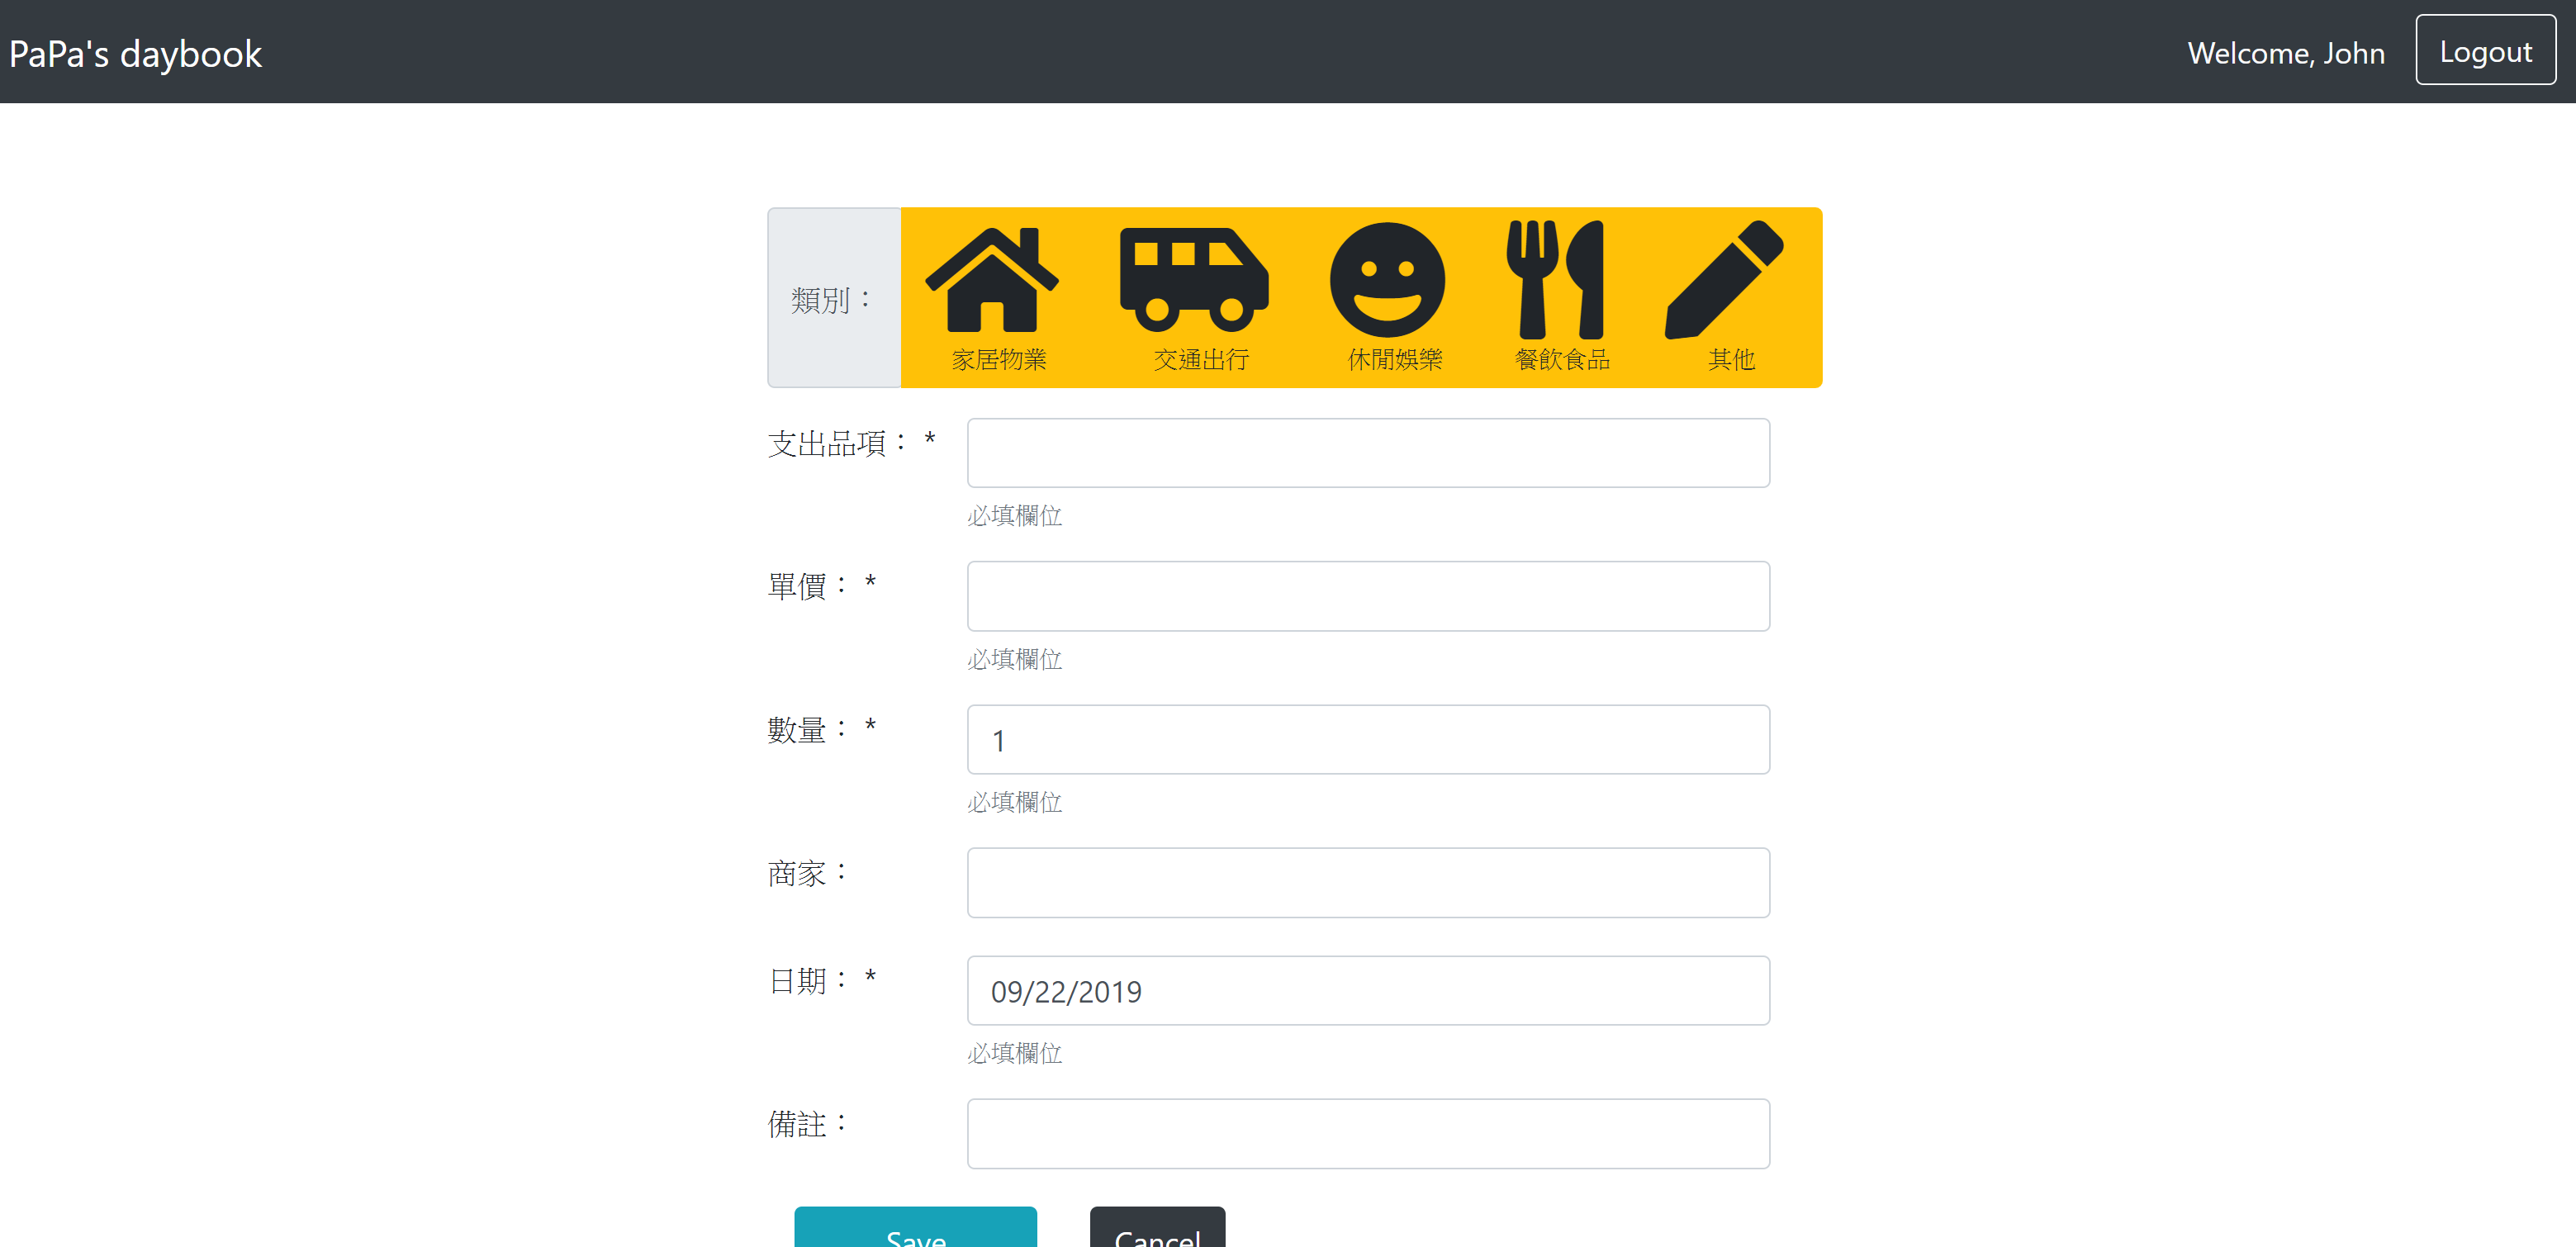 PaPa's daybook
Welcome, John
Logout
類別：
家居物業
交通出行
休閒娛樂
餐飲食品
其他
支出品項： *
必填欄位
單價： *
必填欄位
數量： *
1
必填欄位
商家：
日期： *
09/22/2019
必填欄位
備註：
Save
Cancel